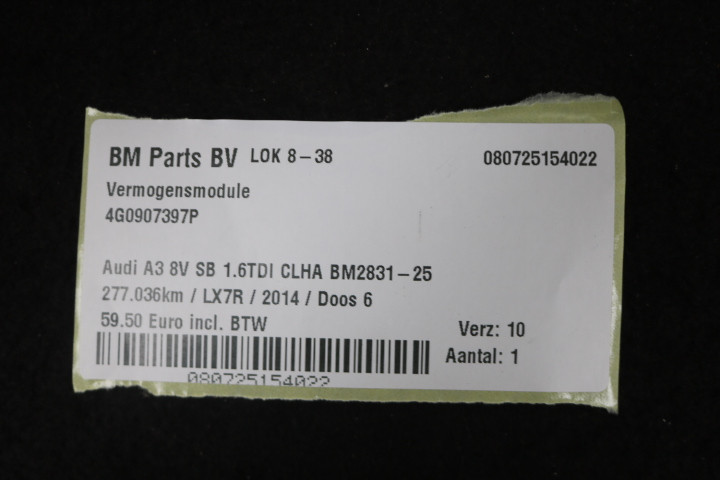 BM Parts BV LOK 8-38 080725154022
Vermogensmodule
4G0907397P
Audi A3 8V SB 1.6TDI CLHA BM2831-25
277.036km / LX7R / 2014 / Doos 6
59.50 Euro incl. BTW
Verz: 10
Aantal: 1
080725154022